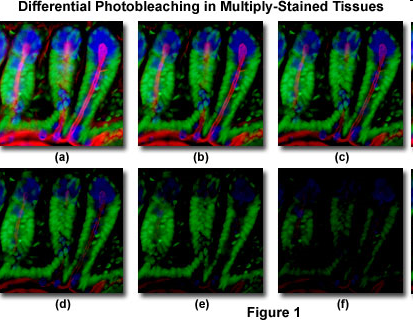 Differential Photobleaching in Multiply-Stained Tissues
(a)
(b)
(c)
(d)
(e)
(f)
Figure 1